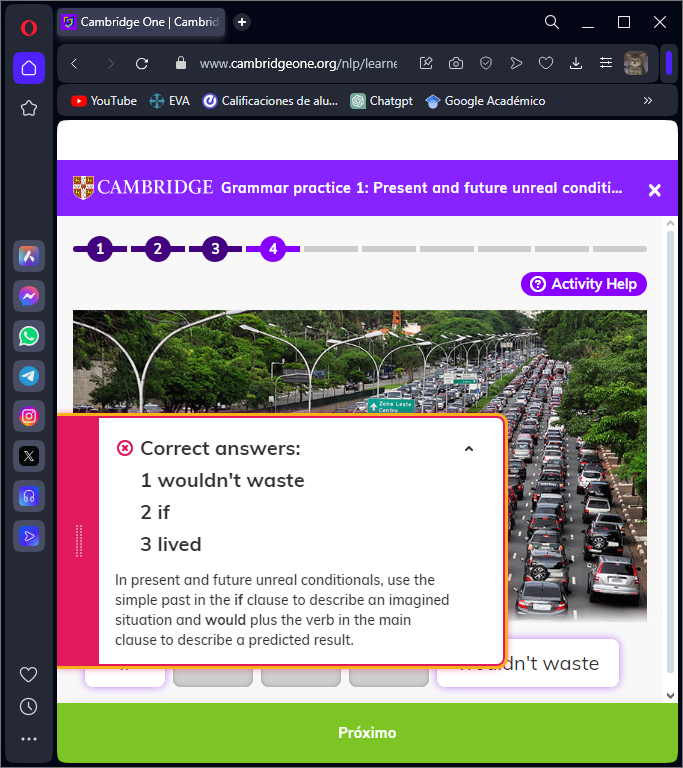 Cambridge One | Cambrid
www.cambridgeone.org/nlp/learne
YouTube
EVA
Calificaciones de alu...
Chatgpt
Google Académico
CAMBRIDGE
Grammar practice 1: Present and future unreal conditi...
1
2
3
4
Activity Help
Zona Leste
Centro
Correct answers:
1 wouldn't waste
2 if
3 lived
In present and future unreal conditionals, use the
simple past in the if clause to describe an imagined
situation and would plus the verb in the main
clause to describe a predicted result.
wouldn't waste
Próximo